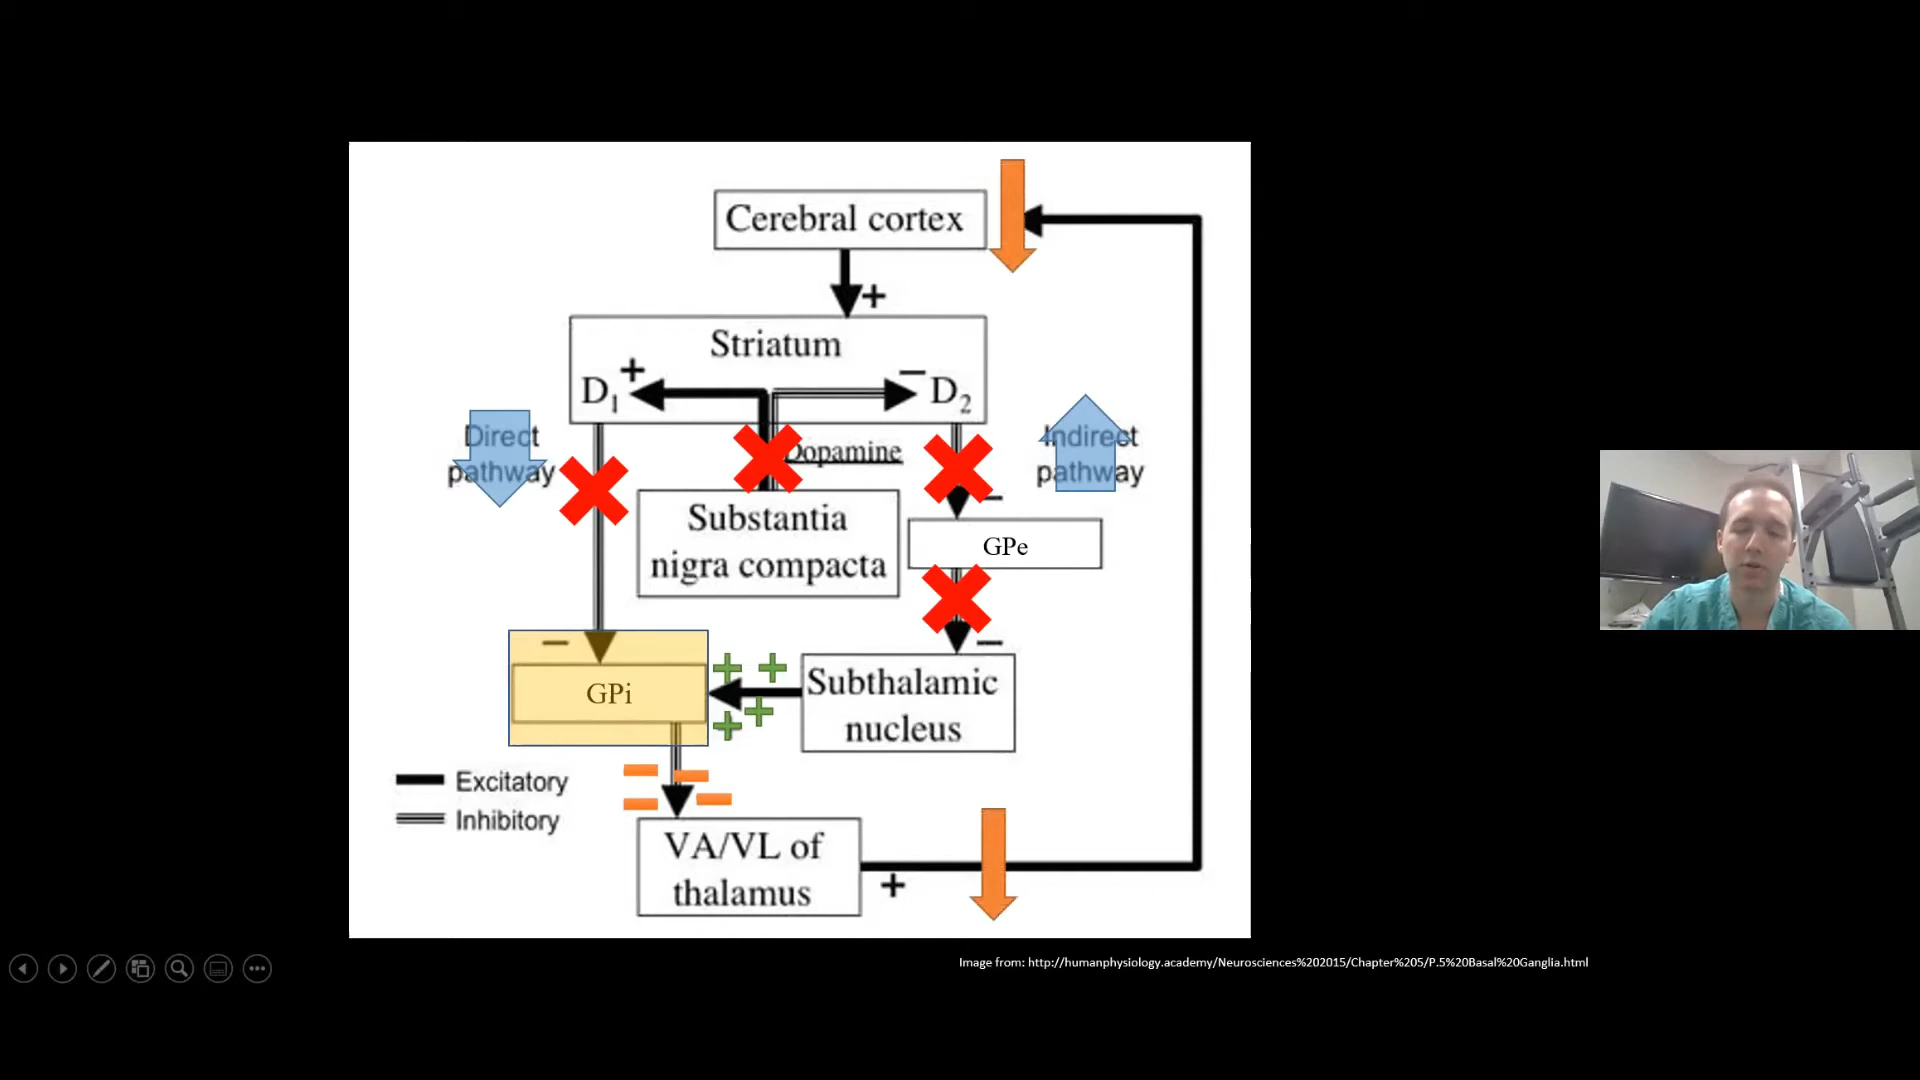 Cerebral cortex
+
Striatum
D1
+
−
D2
Direct
pathway
Dopamine
Indirect
pathway
−
Substantia
nigra compacta
GPe
−
−
GPi
Subthalamic
nucleus
Excitatory
Inhibitory
VA/VL of
thalamus
+
Image from: http://humanphysiology.academy/Neurosciences%202015/Chapter%205/P.5%20Basal%20Ganglia.html